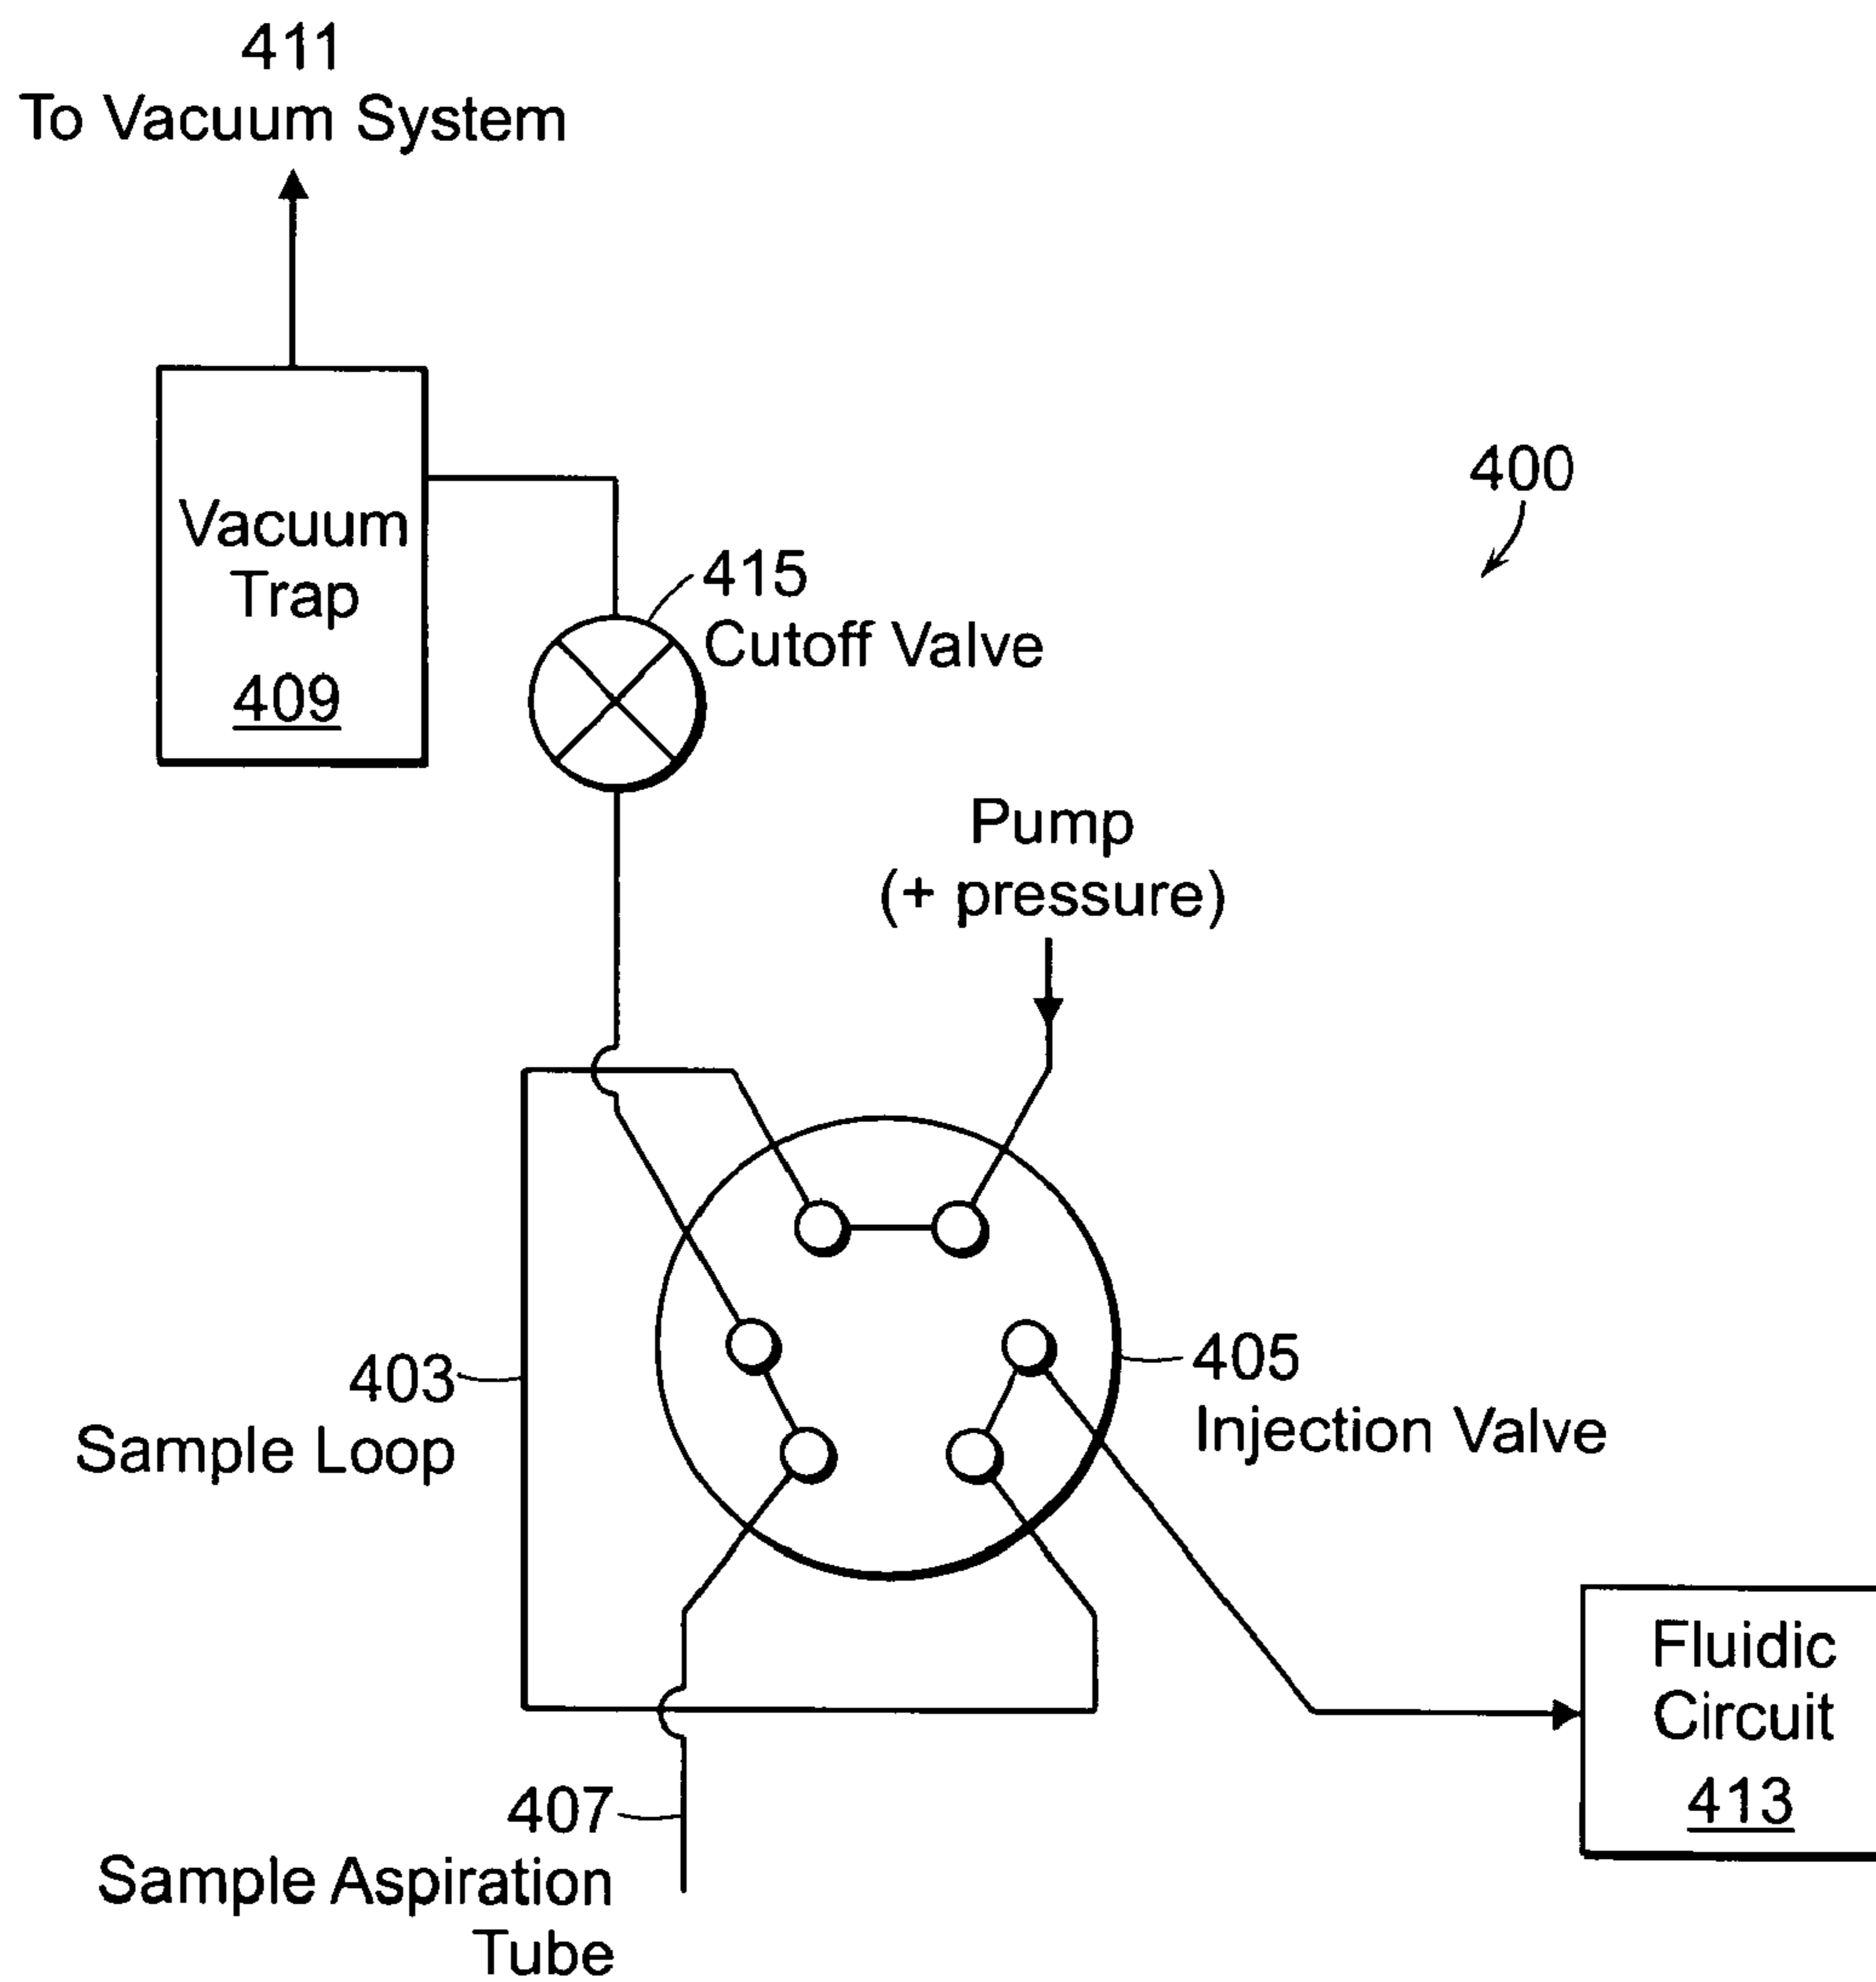 411
To Vacuum System
400
Vacuum
Trap
409
415
Cutoff Valve
Pump
(+ pressure)
403
Sample Loop
405
Injection Valve
Fluidic
Circuit
413
407
Sample Aspiration
Tube